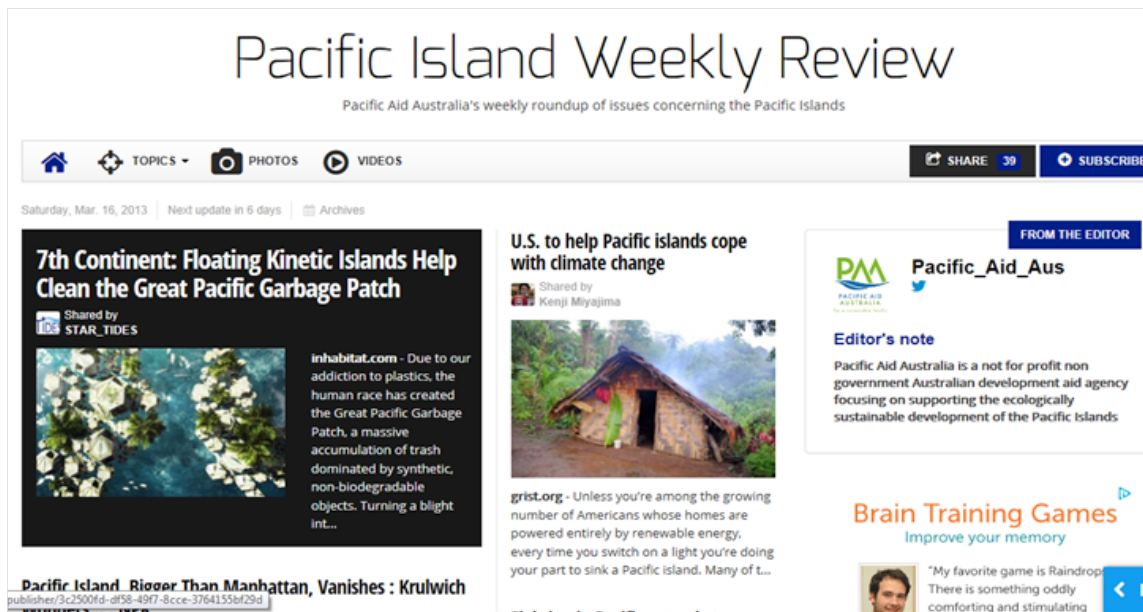 Pacific Island Weekly Review
Pacific Aid Australia's weekly roundup of issues concerning the Pacific Islands
TOPICS
PHOTOS
VIDEOS
SHARE 39
SUBSCRIBE
Saturday, Mar. 16, 2013
Next update in 6 days
Archives
7th Continent: Floating Kinetic Islands Help
Clean the Great Pacific Garbage Patch
Shared by
STAR_TIDES
inhabitat.com - Due to our
addiction to plastics, the
human race has created
the Great Pacific Garbage
Patch, a massive
accumulation of trash
dominated by synthetic,
non-biodegradable
objects. Turning a blight
int...
Pacific Island, Bigger Than Manhattan, Vanishes : Krulwich
publisher/3c2500fd-df58-49f7-8cce-3764155bf29d
U.S. to help Pacific islands cope
with climate change
Shared by
Kenji Miyajima
grist.org - Unless you're among the growing
number of Americans whose homes are
powered entirely by renewable energy,
every time you switch on a light you're doing
your part to sink a Pacific island. Many of t...
FROM THE EDITOR
PAA
PACIFIC AID
AUSTRALIA
Pacific_Aid_Aus
Editor's note
Pacific Aid Australia is a not for profit non
government Australian development aid agency
focusing on supporting the ecologically
sustainable development of the Pacific Islands
Brain Training Games
Improve your memory
"My favorite game is Raindrops
There is something oddly
comforting and stimulating